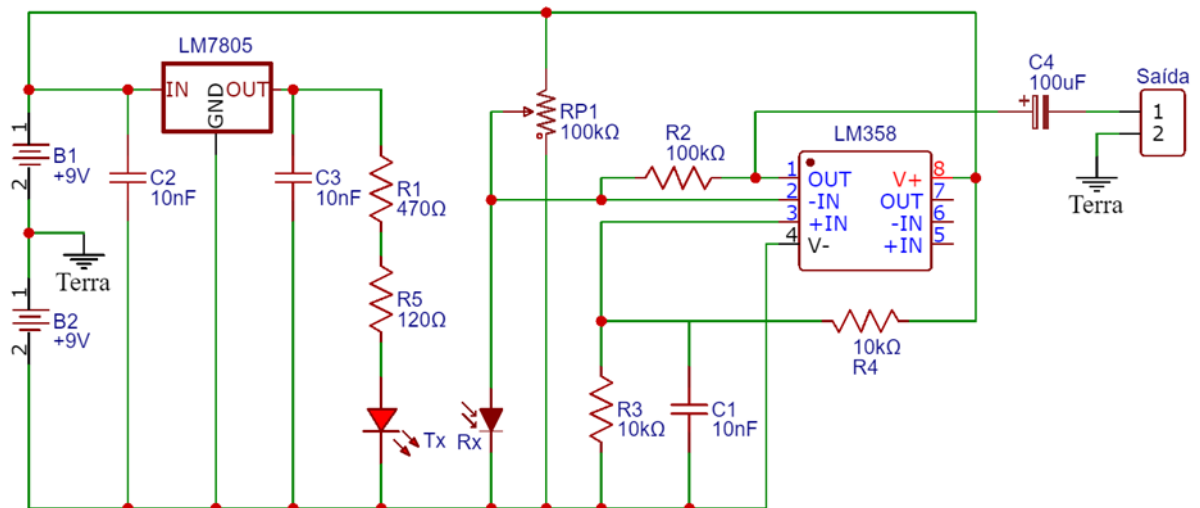 LM7805
IN
OUT
GND
B1
+9V
1
2
C2
10nF
C3
10nF
R1
470Ω
R5
120Ω
Terra
B2
+9V
1
2
Tx
Rx
RP1
100kΩ
R2
100kΩ
LM358
1
OUT
2
-IN
3
+IN
4
V-
V+
8
OUT
7
-IN
6
+IN
5
C4
100uF
+
Saída
1
2
Terra
10kΩ
R4
R3
10kΩ
C1
10nF